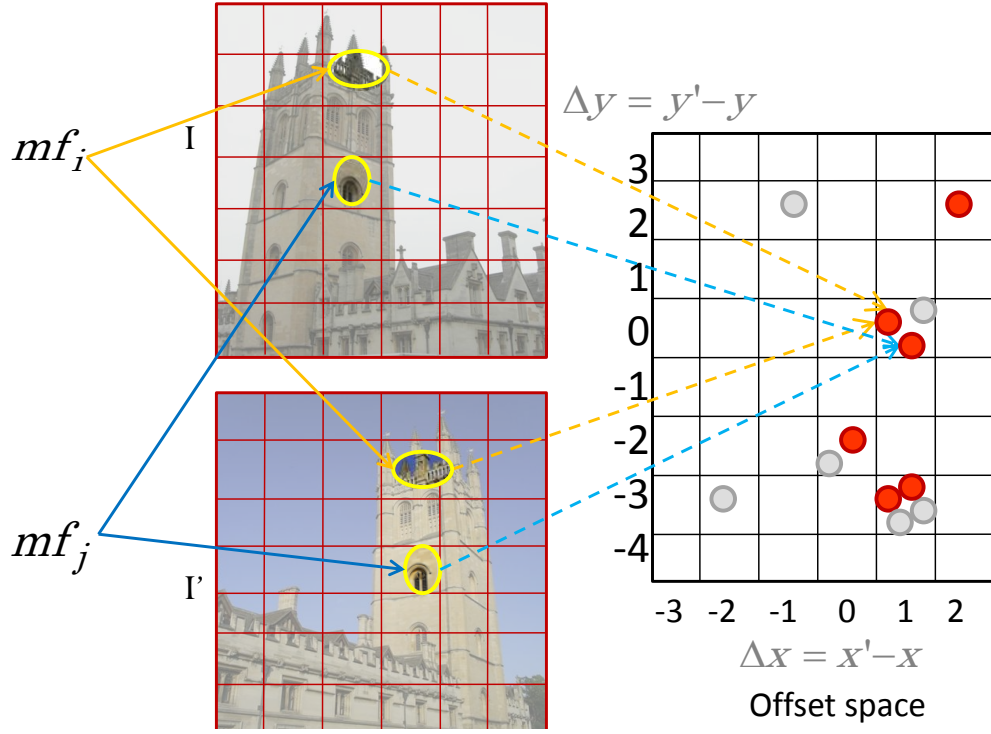 mf_i
I
mf_j
I'
Δy = y'−y
3
2
1
0
-1
-2
-3
-4
-3 -2 -1 0 1 2
Δx = x'−x
Offset space